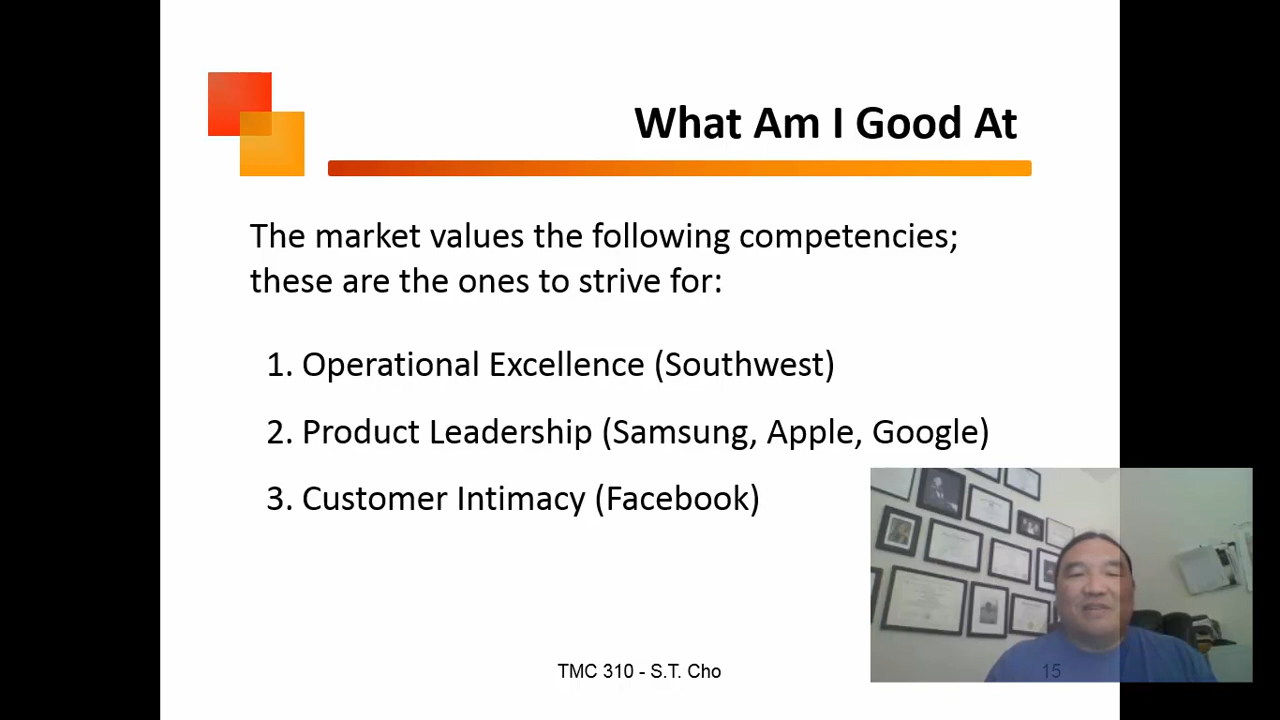 What Am I Good At
The market values the following competencies;
these are the ones to strive for:
1. Operational Excellence (Southwest)
2. Product Leadership (Samsung, Apple, Google)
3. Customer Intimacy (Facebook)
TMC 310 - S.T. Cho
15